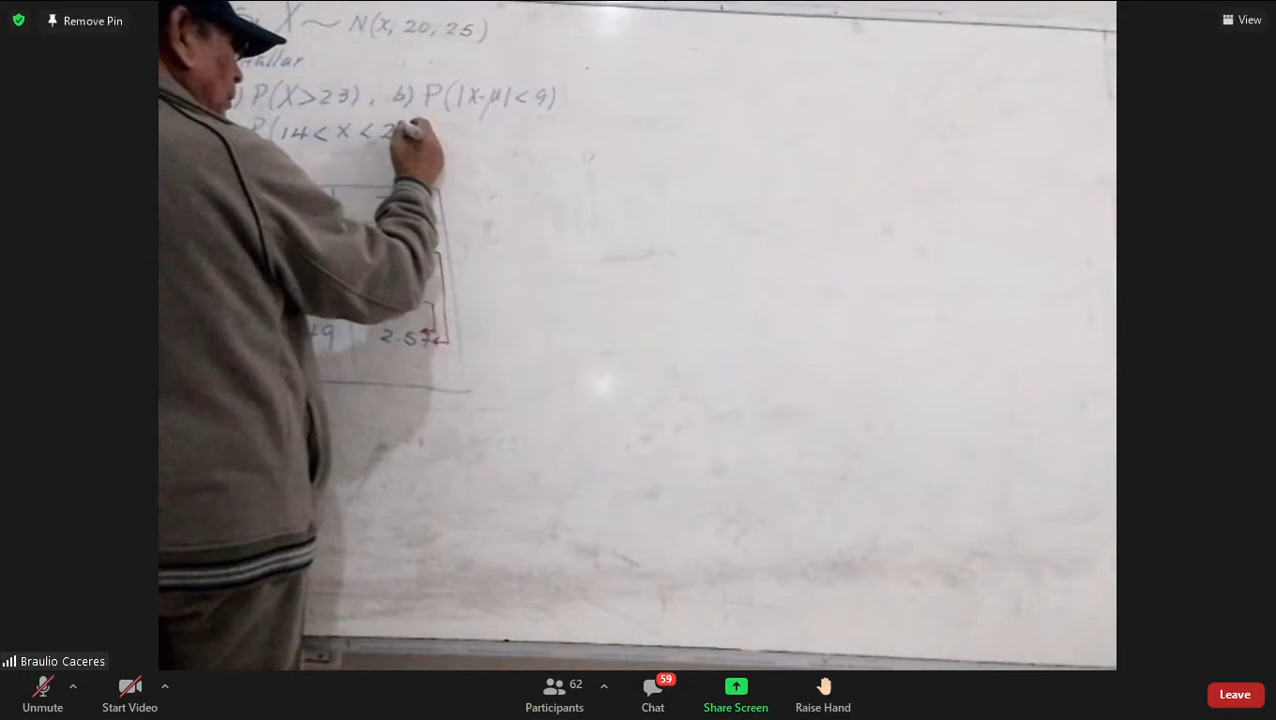 Remove Pin
View
X ~ N(x; 20, 25)
Hallar
) P(X>23), b) P(|X-μ|<9)
P(14 < X < 2
49 2.57
Braulio Caceres
Unmute
Start Video
62
Participants
59
Chat
Share Screen
Raise Hand
Leave